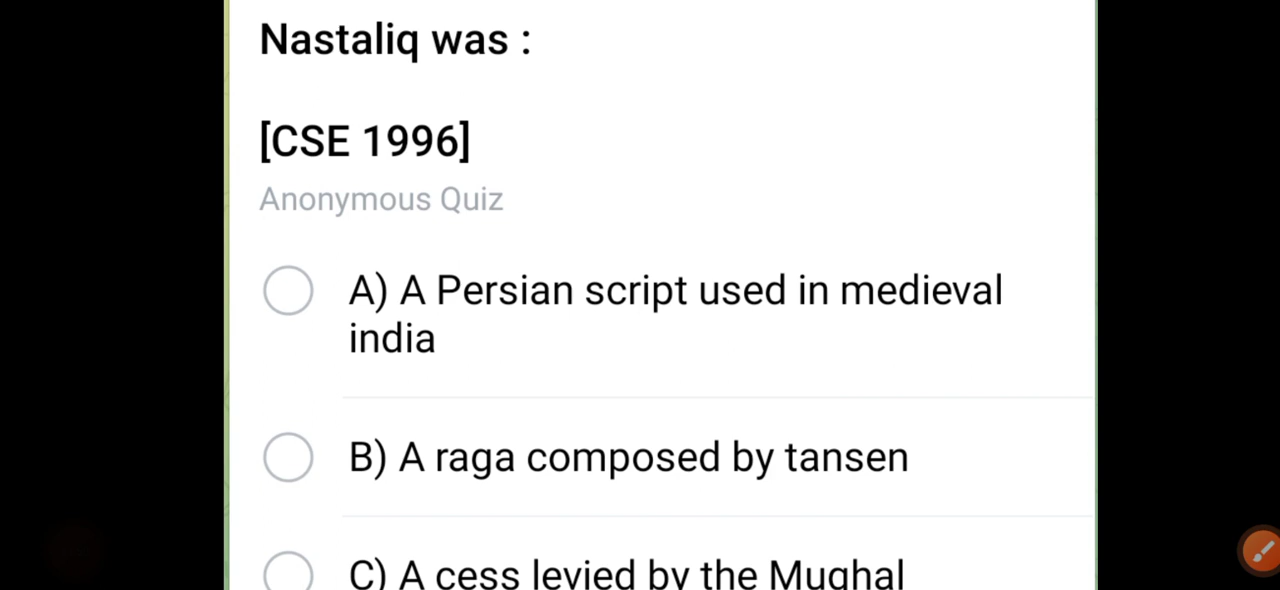 Nastaliq was :
[CSE 1996]
Anonymous Quiz
A) A Persian script used in medieval
india
B) A raga composed by tansen
C) A cess levied by the Mughal